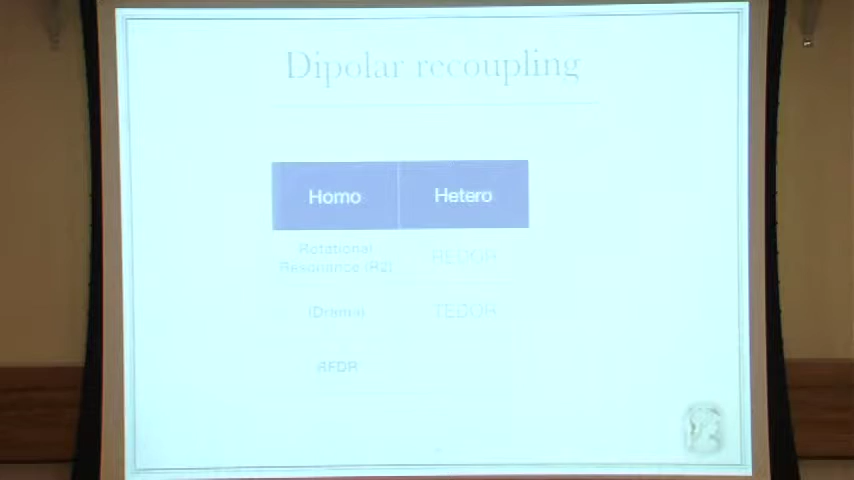 Dipolar recoupling
Homo Hetero
Rotational
Resonance (R2)
REDOR
TEDOR
RFDR